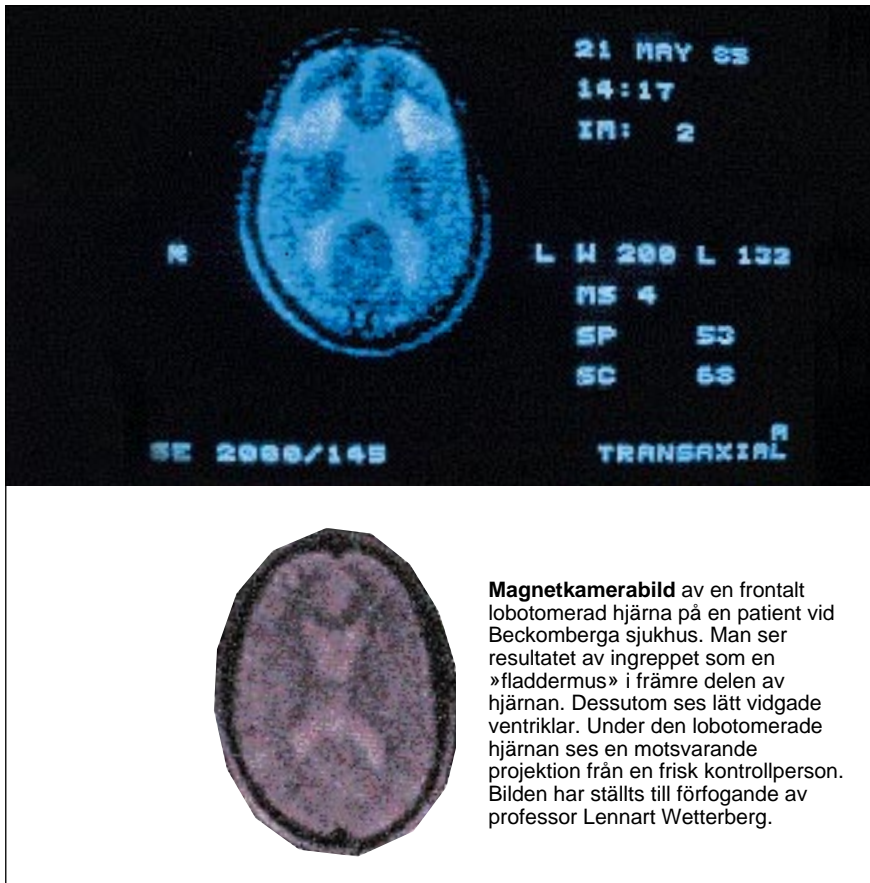 21 MAY 85
14:17
IM: 2
R
L W 200 L 132
MS 4
SP 53
SC 68
SE 2000/145
A
TRANSAXIAL
Magnetkamerabild av en frontalt
lobotomerad hjärna på en patient vid
Beckomberga sjukhus. Man ser
resultatet av ingreppet som en
»fladdermus» i främre delen av
hjärnan. Dessutom ses lätt vidgade
ventriklar. Under den lobotomerade
hjärnan ses en motsvarande
projektion från en frisk kontrollperson.
Bilden har ställts till förfogande av
professor Lennart Wetterberg.